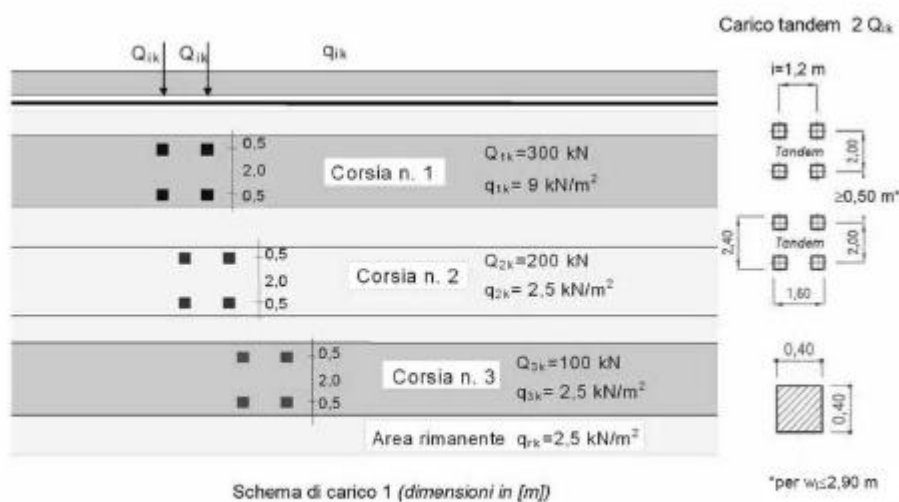 Carico tandem 2 Qik
Qik Qik qik
i=1,2 m
0,5
2,0
0,5
Corsia n. 1
Q1k=300 kN
q1k= 9 kN/m²
Tandem
2,00
≥0,50 m*
0,5
2,0
0,5
Corsia n. 2
Q2k=200 kN
q2k= 2,5 kN/m²
2,40
Tandem
2,00
1,60
0,5
2,0
0,5
Corsia n. 3
Q3k=100 kN
q3k= 2,5 kN/m²
0,40
0,40
Area rimanente qrk=2,5 kN/m²
Schema di carico 1 (dimensioni in [m])
*per wl≤2,90 m